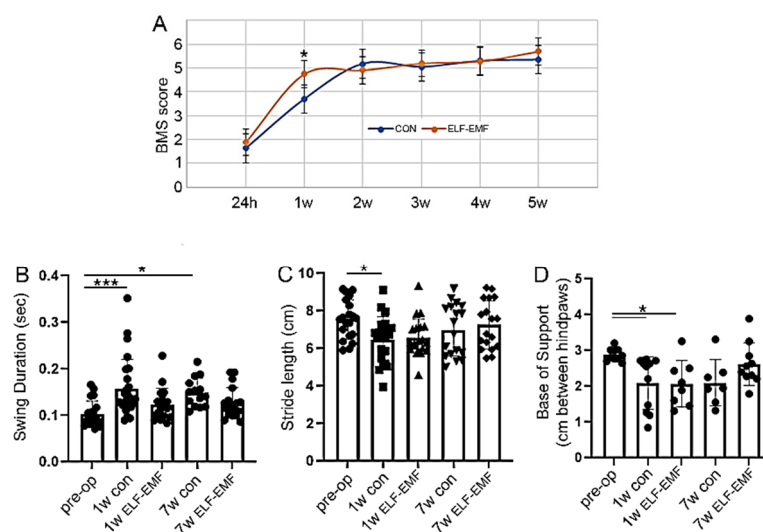 A
BMS score
6
5
4
3
2
1
0
*
CON ELF-EMF
24h 1w 2w 3w 4w 5w
B
Swing Duration (sec)
0.4
0.3
0.2
0.1
0.0
*
***
pre-op 1w con 1w ELF-EMF 7w con 7w ELF-EMF
C
Stride length (cm)
10
8
6
4
2
0
*
pre-op 1w con 1w ELF-EMF 7w con 7w ELF-EMF
D
Base of Support
(cm between hindpaws)
5
4
3
2
1
0
*
pre-op 1w con 1w ELF-EMF 7w con 7w ELF-EMF